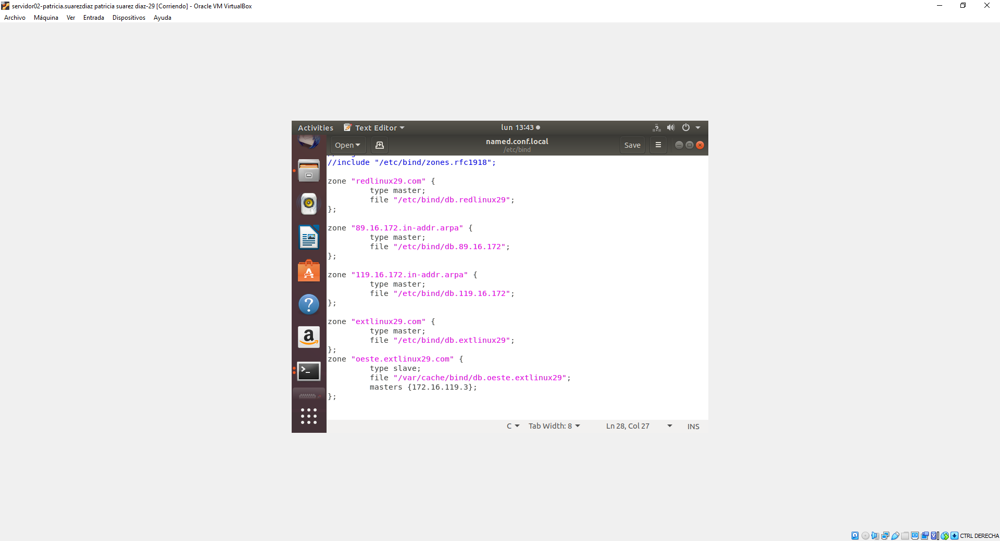 servidor02-patricia.suarezdiaz patricia suarez diaz-29 [Corriendo] - Oracle VM VirtualBox
Archivo Máquina Ver Entrada Dispositivos Ayuda
Activities Text Editor lun 13:43
Open named.conf.local Save
/etc/bind
//include "/etc/bind/zones.rfc1918";
zone "redlinux29.com" {
type master;
file "/etc/bind/db.redlinux29";
};
zone "89.16.172.in-addr.arpa" {
type master;
file "/etc/bind/db.89.16.172";
};
zone "119.16.172.in-addr.arpa" {
type master;
file "/etc/bind/db.119.16.172";
};
zone "extlinux29.com" {
type master;
file "/etc/bind/db.extlinux29";
};
zone "oeste.extlinux29.com" {
type slave;
file "/var/cache/bind/db.oeste.extlinux29";
masters {172.16.119.3};
};
C Tab Width: 8 Ln 28, Col 27 INS
CTRL DERECHA